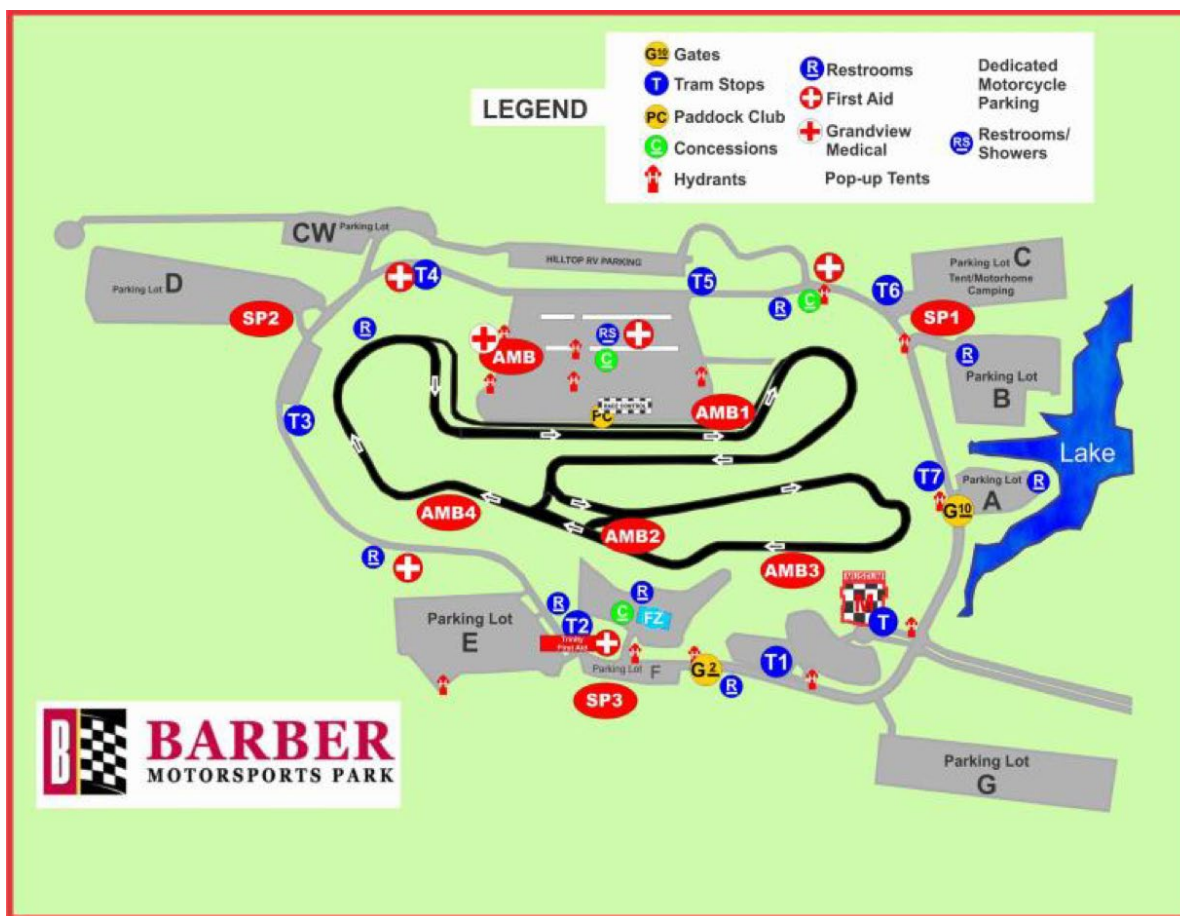 LEGEND
G10 Gates
T Tram Stops
PC Paddock Club
C Concessions
H Hydrants
R Restrooms
First Aid
Grandview
Medical
Pop-up Tents
Dedicated
Motorcycle
Parking
RS Restrooms/
Showers
CW Parking Lot
Parking Lot D
HILLTOP RV PARKING
Parking Lot C
Tent/Motorhome
Camping
T4
T5
T6
SP2
SP1
R
C
H
R
H
AMB
H
RS
C
H
H
H
H
R
Parking Lot
B
RACE CONTROL
PC
AMB1
T3
Lake
T7
Parking Lot
A
R
H
G10
AMB4
AMB2
AMB3
R
MUSEUM
M
T
H
Parking Lot
E
R
T2
C
R
FZ
Trinity
First Aid
H
Parking Lot F
H
G2
R
T1
H
H
SP3
Parking Lot
G
B
BARBER
MOTORSPORTS PARK